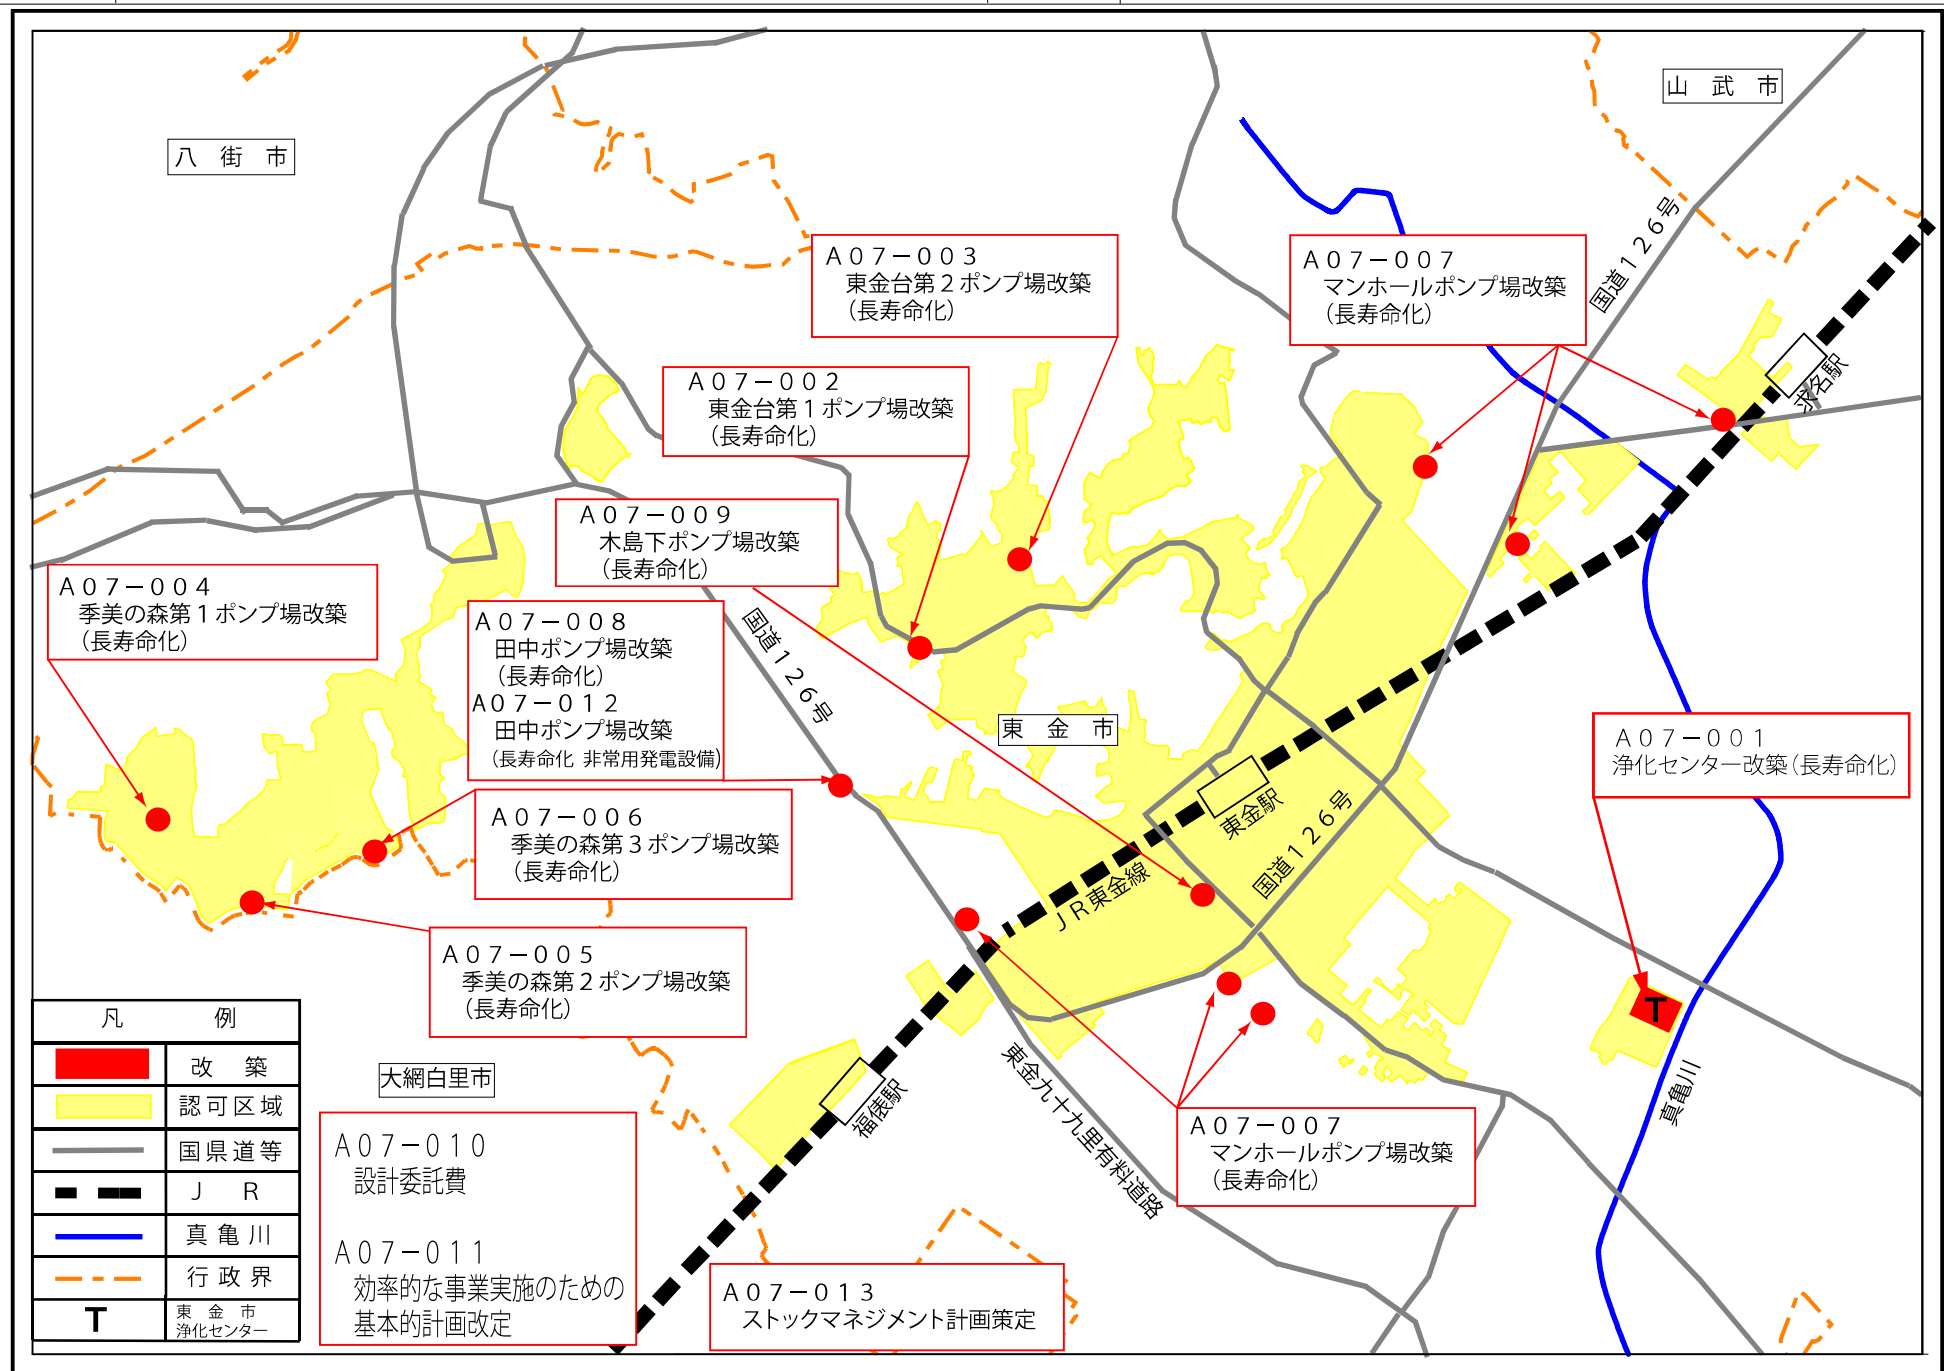 山　武　市
八　街　市
国道１２６号
Ａ０７－００３
東金台第２ポンプ場改築
（長寿命化）
Ａ０７－００７
マンホールポンプ場改築
（長寿命化）
求名駅
Ａ０７－００２
東金台第１ポンプ場改築
（長寿命化）
Ａ０７－００９
木島下ポンプ場改築
（長寿命化）
Ａ０７－００４
季美の森第１ポンプ場改築
（長寿命化）
Ａ０７－００８
田中ポンプ場改築
（長寿命化）
Ａ０７－０１２
田中ポンプ場改築
（長寿命化 非常用発電設備）
国道１２６号
東　金　市
Ａ０７－００１
浄化センター改築（長寿命化）
Ａ０７－００６
季美の森第３ポンプ場改築
（長寿命化）
東金駅
国道１２６号
ＪＲ東金線
Ａ０７－００５
季美の森第２ポンプ場改築
（長寿命化）
T
大網白里市
福俵駅
東金九十九里有料道路
真亀川
Ａ０７－００７
マンホールポンプ場改築
（長寿命化）
Ａ０７－０１０
設計委託費
Ａ０７－０１１
効率的な事業実施のための
基本的計画改定
Ａ０７－０１３
ストックマネジメント計画策定
凡　例
改　築
認可区域
国県道等
Ｊ　Ｒ
真亀川
行政界
T
東　金　市
浄化センター